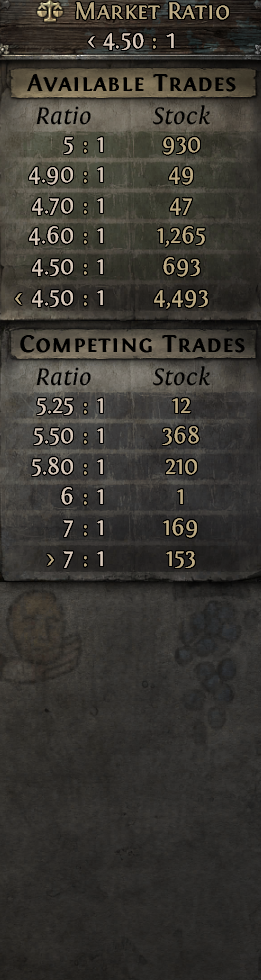 Market Ratio
< 4.50 : 1
Available Trades
Ratio Stock
5 : 1 930
4.90 : 1 49
4.70 : 1 47
4.60 : 1 1,265
4.50 : 1 693
< 4.50 : 1 4,493
Competing Trades
Ratio Stock
5.25 : 1 12
5.50 : 1 368
5.80 : 1 210
6 : 1 1
7 : 1 169
> 7 : 1 153